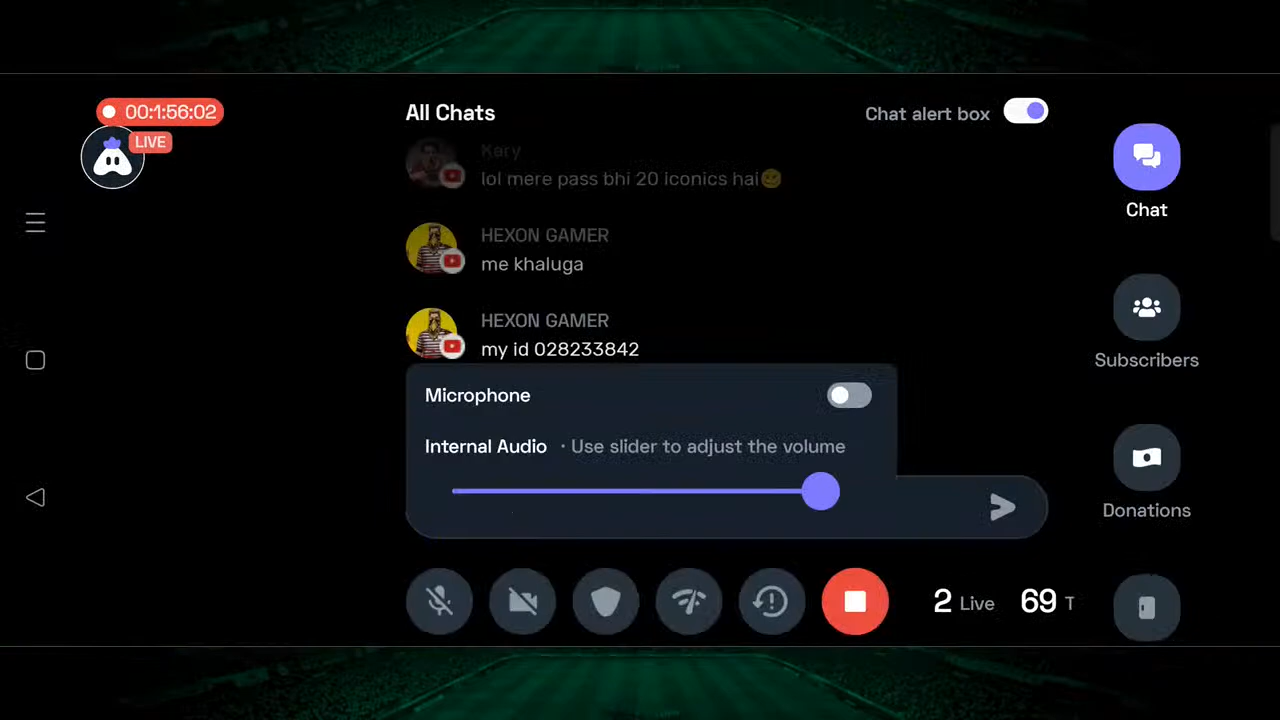 00:1:56:02
LIVE
All Chats
Chat alert box
Kary
lol mere pass bhi 20 iconics hai😄
HEXON GAMER
me khaluga
HEXON GAMER
my id 028233842
Microphone
Internal Audio · Use slider to adjust the volume
Chat
Subscribers
Donations
2 Live 69 T